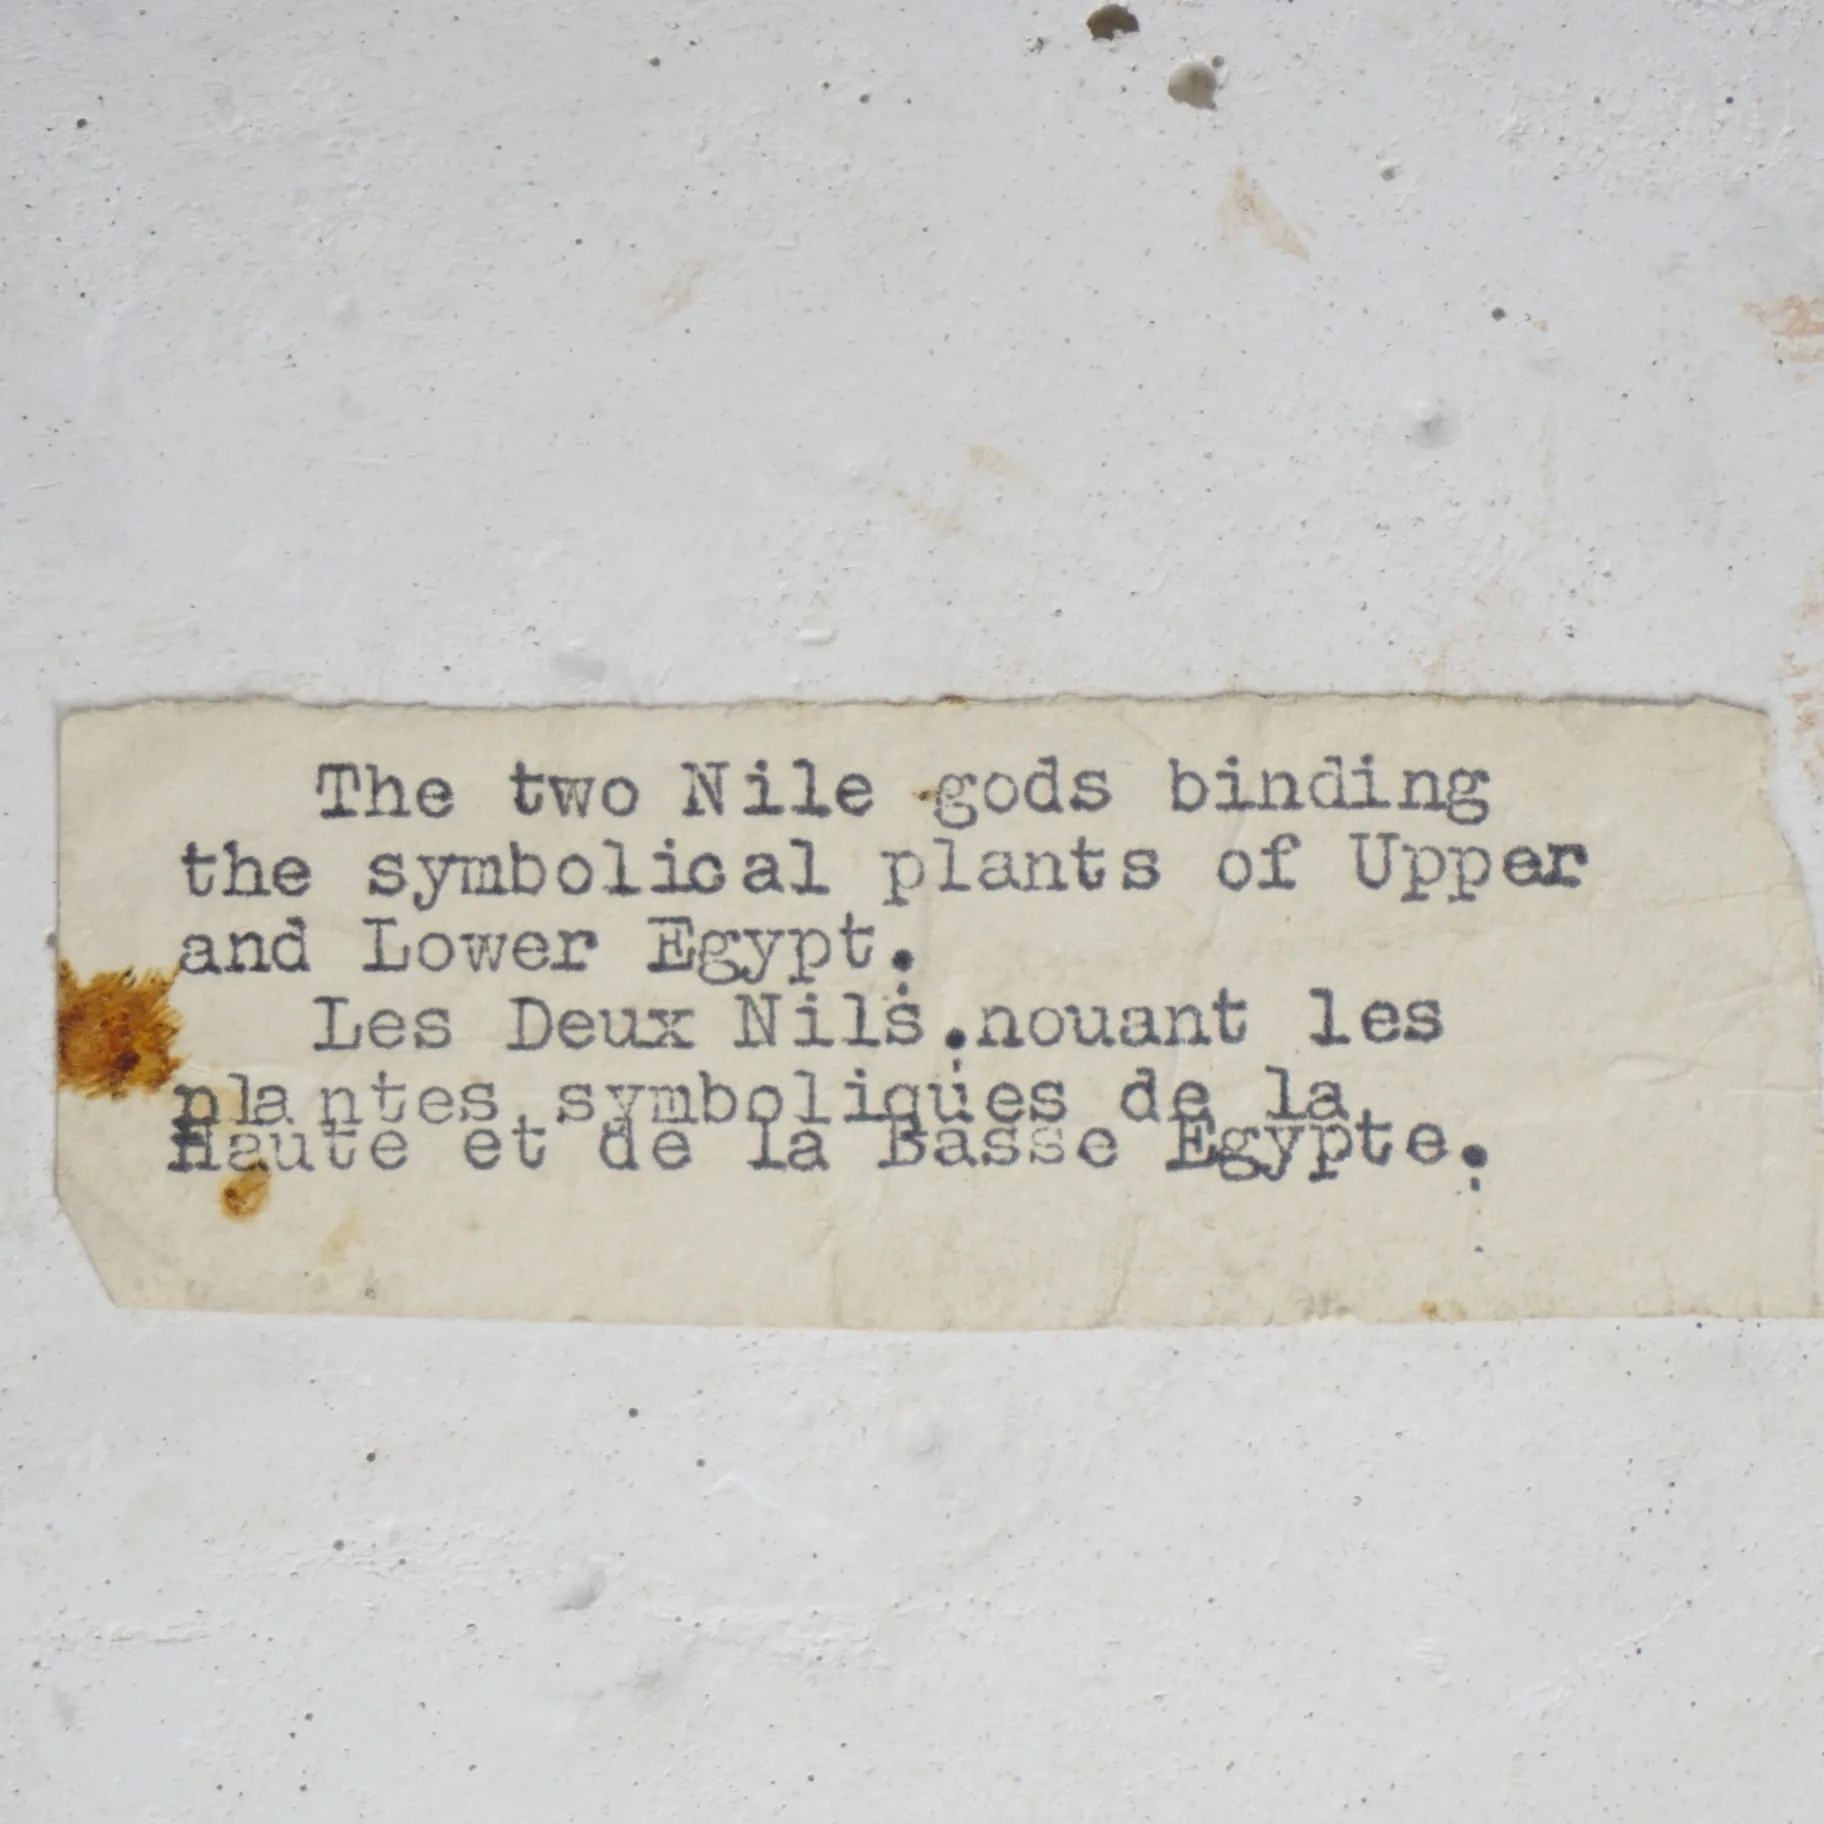 The two Nile gods binding
the symbolical plants of Upper
and Lower Egypt.
Les Deux Nils.nouant les
plantes symboliques de la
Haute et de la Basse Egypte.